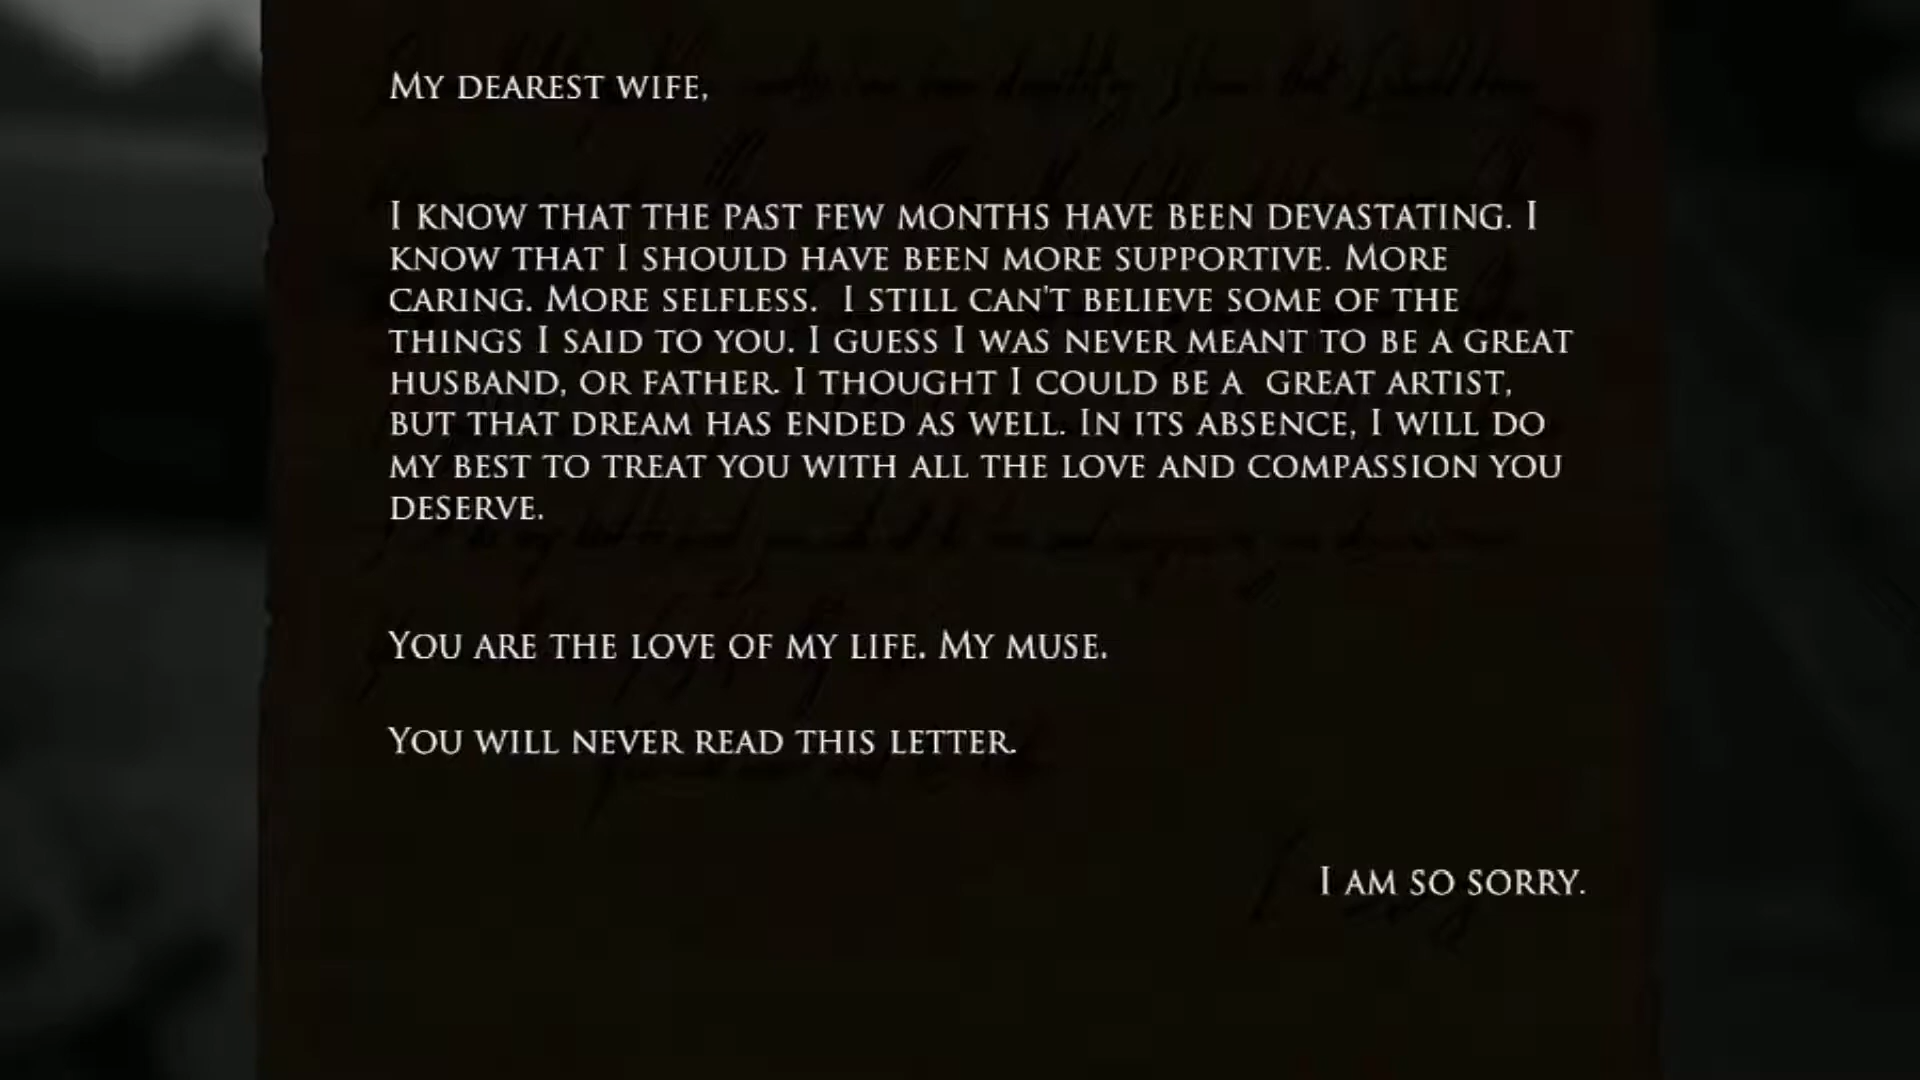 My dearest wife,
I know that the past few months have been devastating. I
know that I should have been more supportive. More
caring. More selfless.  I still can't believe some of the
things I said to you. I guess I was never meant to be a great
husband, or father. I thought I could be a  great artist,
but that dream has ended as well. In its absence, I will do
my best to treat you with all the love and compassion you
deserve.
You are the love of my life. My muse.
You will never read this letter.
I am so sorry.